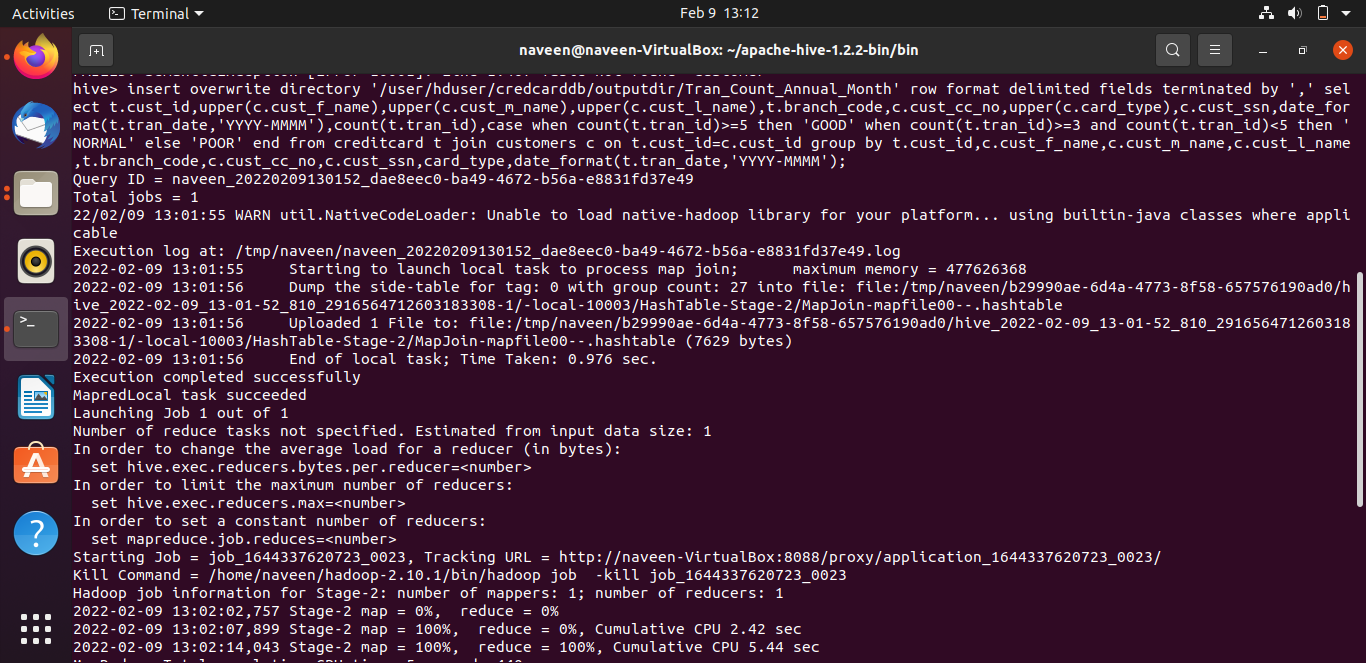 Activities Terminal Feb 9 13:12
naveen@naveen-VirtualBox: ~/apache-hive-1.2.2-bin/bin
hive> insert overwrite directory '/user/hduser/credcarddb/outputdir/Tran_Count_Annual_Month' row format delimited fields terminated by ',' sel
ect t.cust_id,upper(c.cust_f_name),upper(c.cust_m_name),upper(c.cust_l_name),t.branch_code,c.cust_cc_no,upper(c.card_type),c.cust_ssn,date_for
mat(t.tran_date,'YYYY-MMMM'),count(t.tran_id),case when count(t.tran_id)>=5 then 'GOOD' when count(t.tran_id)>=3 and count(t.tran_id)<5 then '
NORMAL' else 'POOR' end from creditcard t join customers c on t.cust_id=c.cust_id group by t.cust_id,c.cust_f_name,c.cust_m_name,c.cust_l_name
,t.branch_code,c.cust_cc_no,c.cust_ssn,card_type,date_format(t.tran_date,'YYYY-MMMM');
Query ID = naveen_20220209130152_dae8eec0-ba49-4672-b56a-e8831fd37e49
Total jobs = 1
22/02/09 13:01:55 WARN util.NativeCodeLoader: Unable to load native-hadoop library for your platform... using builtin-java classes where appli
cable
Execution log at: /tmp/naveen/naveen_20220209130152_dae8eec0-ba49-4672-b56a-e8831fd37e49.log
2022-02-09 13:01:55     Starting to launch local task to process map join;      maximum memory = 477626368
2022-02-09 13:01:56     Dump the side-table for tag: 0 with group count: 27 into file: file:/tmp/naveen/b29990ae-6d4a-4773-8f58-657576190ad0/h
ive_2022-02-09_13-01-52_810_2916564712603183308-1/-local-10003/HashTable-Stage-2/MapJoin-mapfile00--.hashtable
2022-02-09 13:01:56     Uploaded 1 File to: file:/tmp/naveen/b29990ae-6d4a-4773-8f58-657576190ad0/hive_2022-02-09_13-01-52_810_291656471260318
3308-1/-local-10003/HashTable-Stage-2/MapJoin-mapfile00--.hashtable (7629 bytes)
2022-02-09 13:01:56     End of local task; Time Taken: 0.976 sec.
Execution completed successfully
MapredLocal task succeeded
Launching Job 1 out of 1
Number of reduce tasks not specified. Estimated from input data size: 1
In order to change the average load for a reducer (in bytes):
  set hive.exec.reducers.bytes.per.reducer=<number>
In order to limit the maximum number of reducers:
  set hive.exec.reducers.max=<number>
In order to set a constant number of reducers:
  set mapreduce.job.reduces=<number>
Starting Job = job_1644337620723_0023, Tracking URL = http://naveen-VirtualBox:8088/proxy/application_1644337620723_0023/
Kill Command = /home/naveen/hadoop-2.10.1/bin/hadoop job  -kill job_1644337620723_0023
Hadoop job information for Stage-2: number of mappers: 1; number of reducers: 1
2022-02-09 13:02:02,757 Stage-2 map = 0%,  reduce = 0%
2022-02-09 13:02:07,899 Stage-2 map = 100%,  reduce = 0%, Cumulative CPU 2.42 sec
2022-02-09 13:02:14,043 Stage-2 map = 100%,  reduce = 100%, Cumulative CPU 5.44 sec